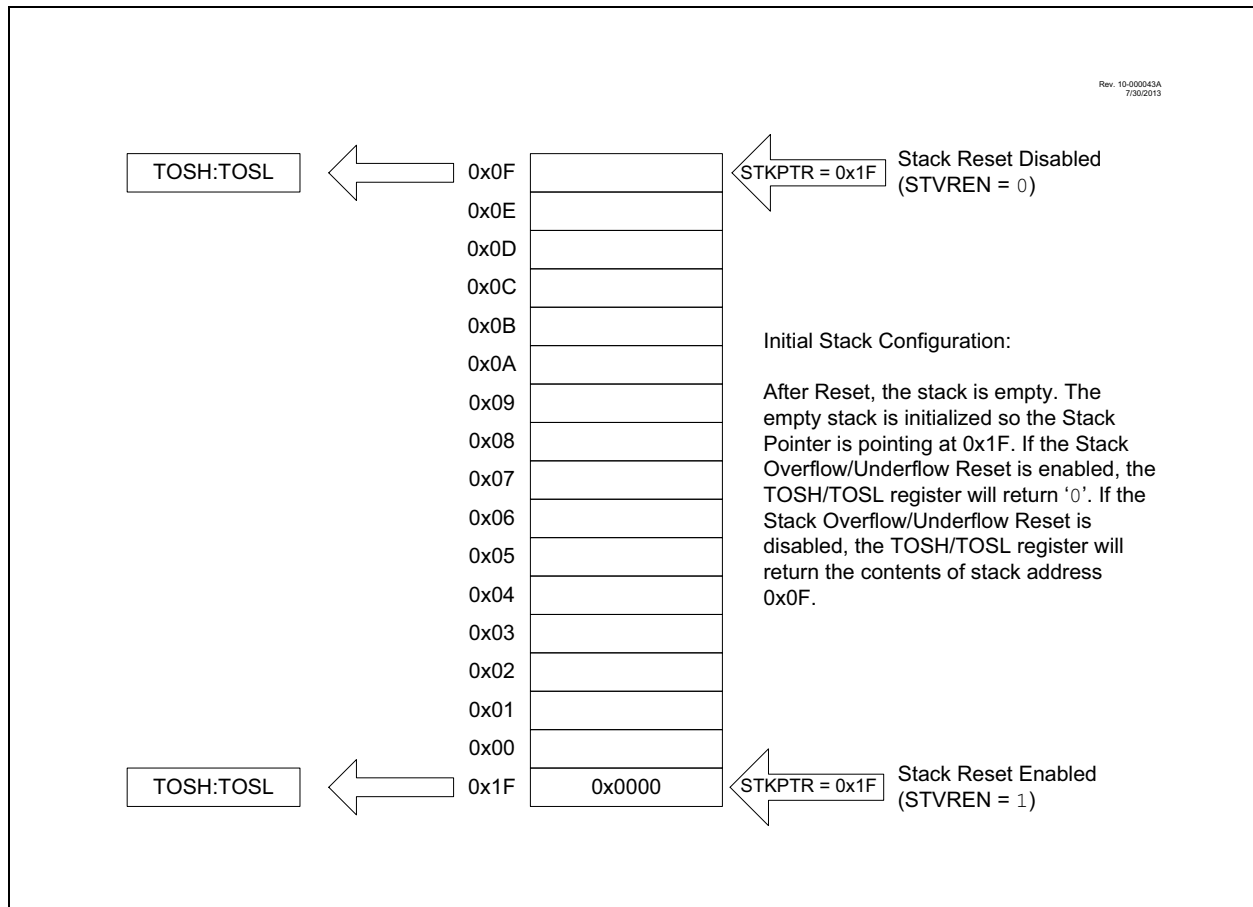 Rev. 10-000043A
7/30/2013
TOSH:TOSL
0x0F
STKPTR = 0x1F
Stack Reset Disabled
(STVREN = 0)
0x0E
0x0D
0x0C
0x0B
0x0A
0x09
0x08
0x07
0x06
0x05
0x04
0x03
0x02
0x01
0x00
Initial Stack Configuration:
After Reset, the stack is empty. The
empty stack is initialized so the Stack
Pointer is pointing at 0x1F. If the Stack
Overflow/Underflow Reset is enabled, the
TOSH/TOSL register will return ‘0’. If the
Stack Overflow/Underflow Reset is
disabled, the TOSH/TOSL register will
return the contents of stack address
0x0F.
TOSH:TOSL
0x1F
0x0000
STKPTR = 0x1F
Stack Reset Enabled
(STVREN = 1)